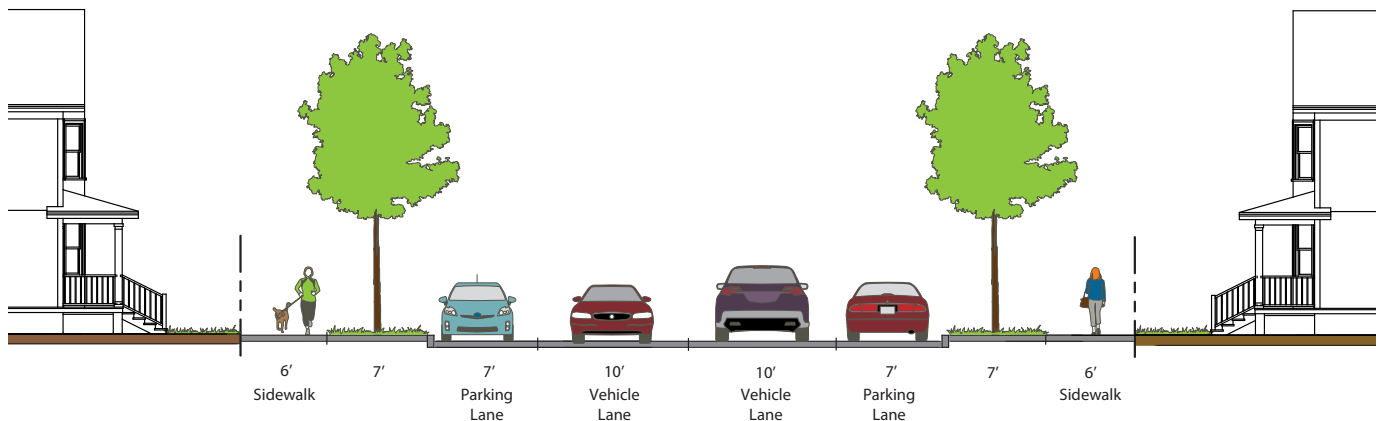 6′ 7′ 7′ 10′ 10′ 7′ 7′ 6′
Sidewalk Parking Vehicle Vehicle Parking Sidewalk
Lane Lane Lane Lane